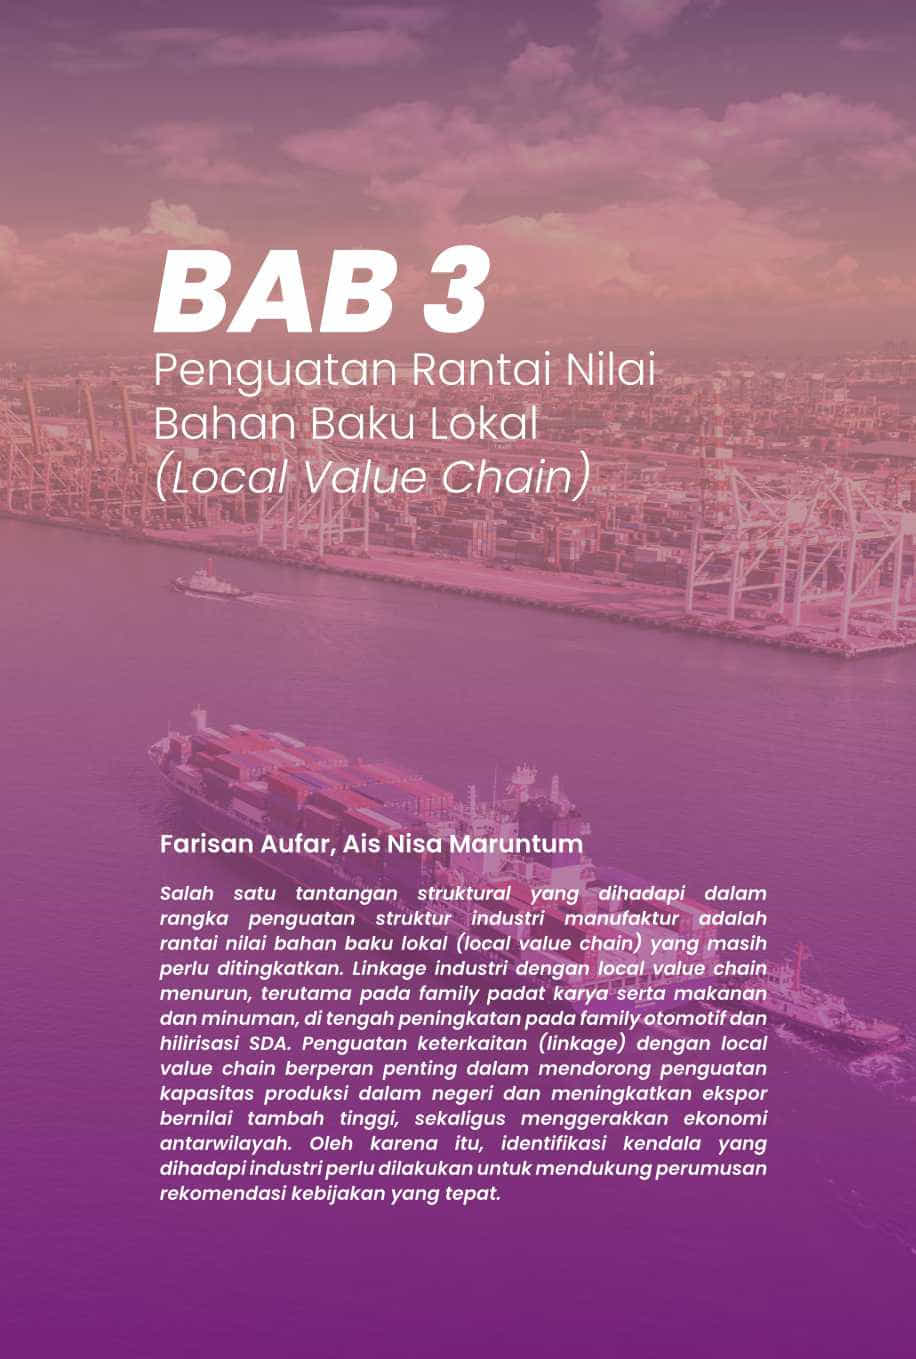 BAB 3
Penguatan Rantai Nilai
Bahan Baku Lokal
(Local Value Chain)
Farisan Aufar, Ais Nisa Maruntum
Salah satu tantangan struktural yang dihadapi dalam
rangka penguatan struktur industri manufaktur adalah
rantai nilai bahan baku lokal (local value chain) yang masih
perlu ditingkatkan. Linkage industri dengan local value chain
menurun, terutama pada family padat karya serta makanan
dan minuman, di tengah peningkatan pada family otomotif dan
hilirisasi SDA. Penguatan keterkaitan (linkage) dengan local
value chain berperan penting dalam mendorong penguatan
kapasitas produksi dalam negeri dan meningkatkan ekspor
bernilai tambah tinggi, sekaligus menggerakkan ekonomi
antarwilayah. Oleh karena itu, identifikasi kendala yang
dihadapi industri perlu dilakukan untuk mendukung perumusan
rekomendasi kebijakan yang tepat.